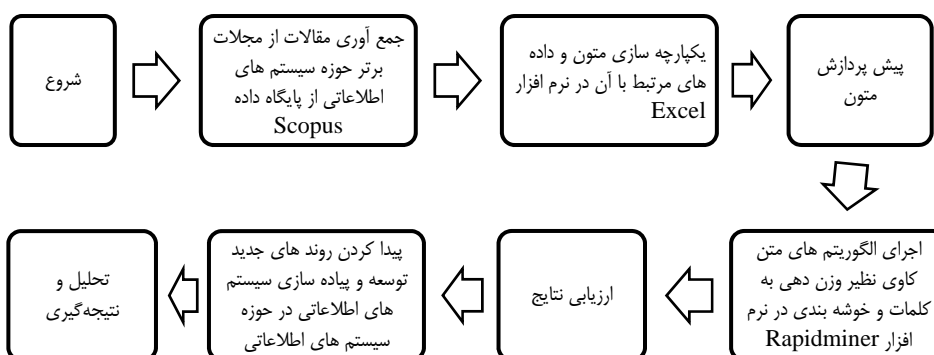 شروع
جمع آوری مقالات از مجلات
برتر حوزه سیستم های
اطلاعاتی از پایگاه داده
Scopus
یکپارچه سازی متون و داده
های مرتبط با آن در نرم افزار
Excel
پیش پردازش
متون
اجرای الگوریتم های متن
کاوی نظیر وزن دهی به
کلمات و خوشه بندی در نرم
افزار Rapidminer
ارزیابی نتایج
پیدا کردن روند های جدید
توسعه و پیاده سازی سیستم
های اطلاعاتی در حوزه
سیستم های اطلاعاتی
تحلیل و
نتیجه‌گیری